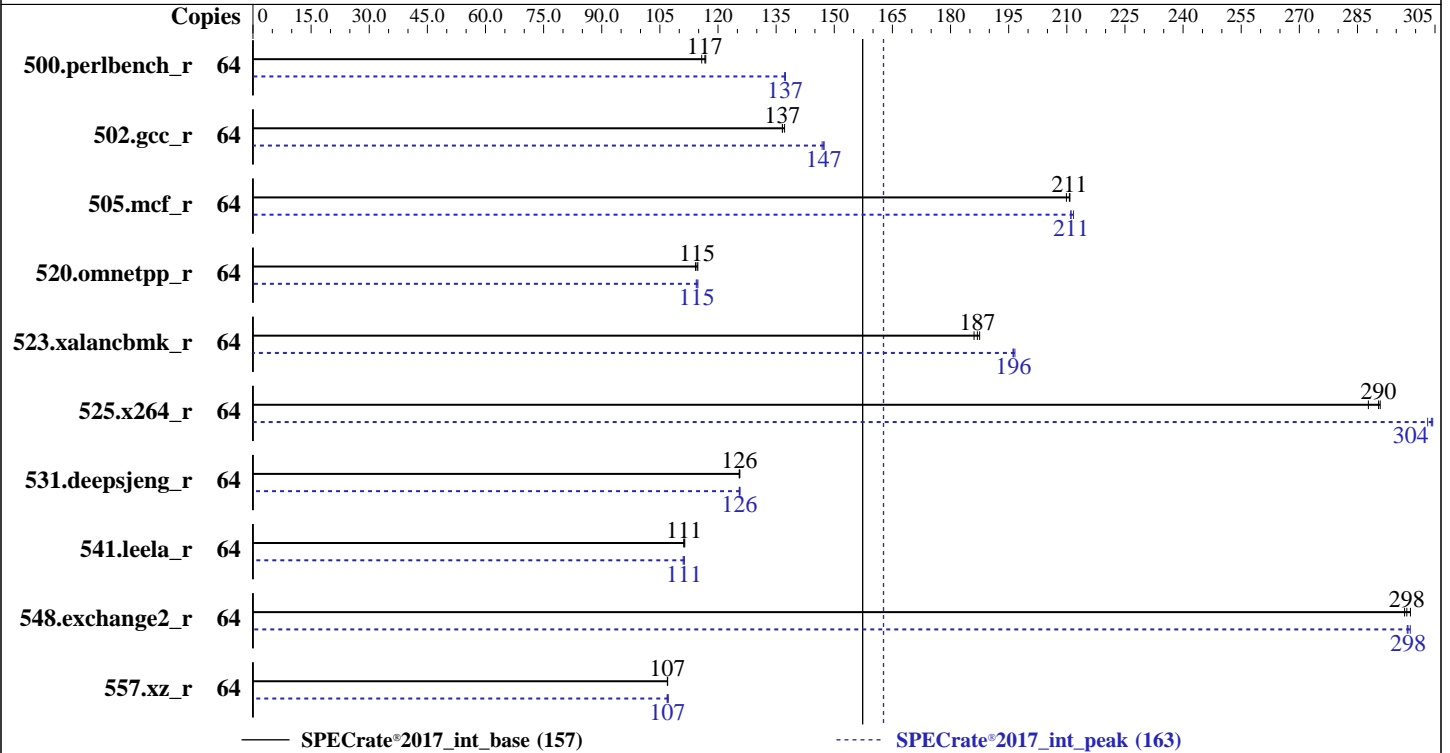 Copies 0 15.0 30.0 45.0 60.0 75.0 90.0 105 120 135 150 165 180 195 210 225 240 255 270 285 305
117
500.perlbench_r 64
137
137
502.gcc_r 64
147
211
505.mcf_r 64
211
115
520.omnetpp_r 64
115
187
523.xalancbmk_r 64
196
290
525.x264_r 64
304
126
531.deepsjeng_r 64
126
111
541.leela_r 64
111
298
548.exchange2_r 64
298
107
557.xz_r 64
107
SPECrate®2017_int_base (157) SPECrate®2017_int_peak (163)